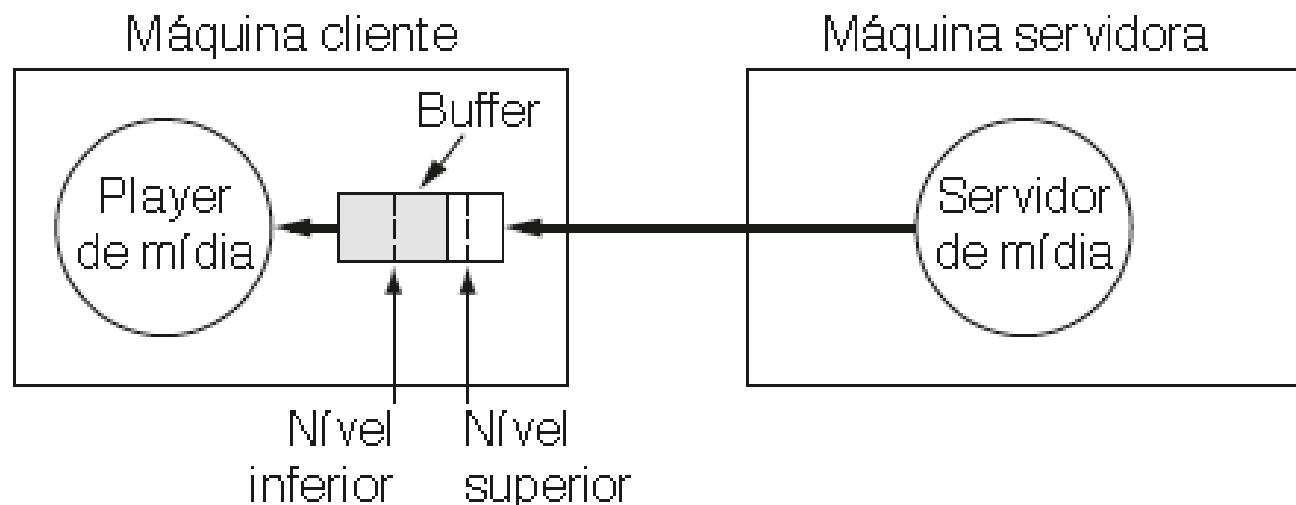 Máquina cliente
Máquina servidora
Buffer
Player
de mídia
Servidor
de mídia
Nível
inferior
Nível
superior